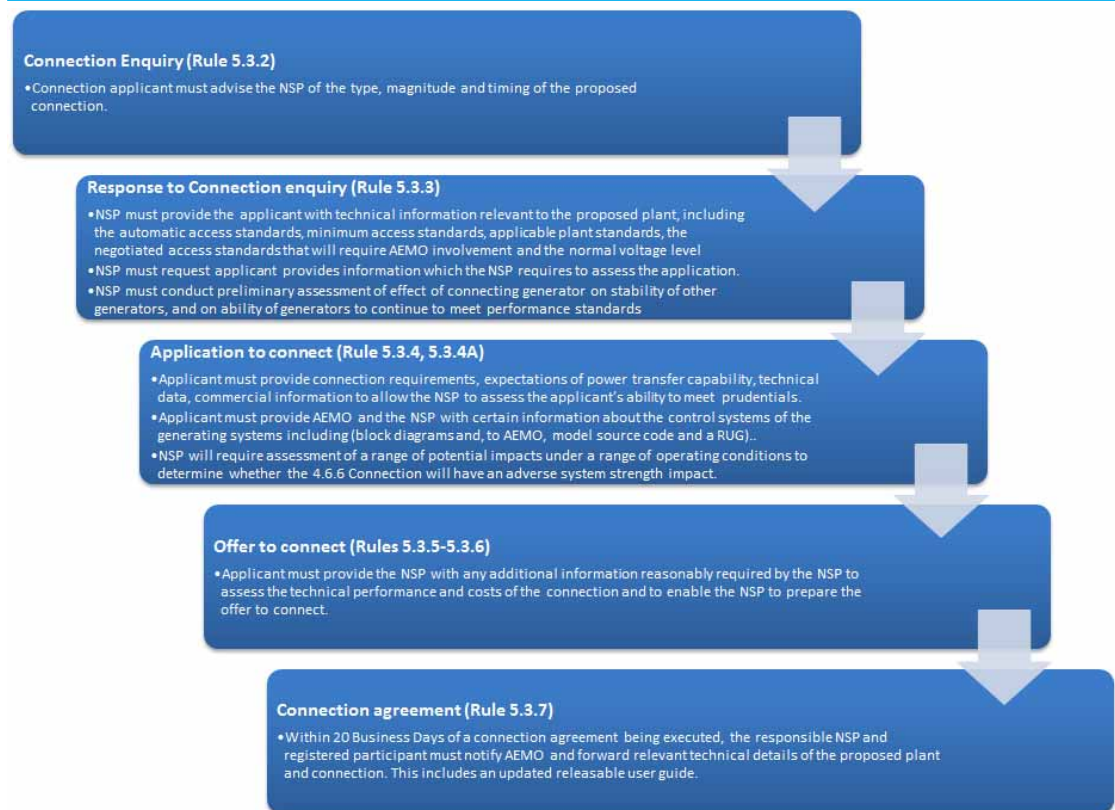 Connection Enquiry (Rule 5.3.2)
•Connection applicant must advise the NSP of the type, magnitude and timing of the proposed
connection.
Response to Connection enquiry (Rule 5.3.3)
•NSP must provide the applicant with technical information relevant to the proposed plant, including
the automatic access standards, minimum access standards, applicable plant standards, the
negotiated access standards that will require AEMO involvement and the normal voltage level
•NSP must request applicant provides information which the NSP requires to assess the application.
•NSP must conduct preliminary assessment of effect of connecting generator on stability of other
generators, and on ability of generators to continue to meet performance standards
Application to connect (Rule 5.3.4, 5.3.4A)
•Applicant must provide connection requirements, expectations of power transfer capability, technical
data, commercial information to allow the NSP to assess the applicant's ability to meet prudentials.
•Applicant must provide AEMO and the NSP with certain information about the control systems of the
generating systems including (block diagrams and, to AEMO, model source code and a RUG)..
•NSP will require assessment of a range of potential impacts under a range of operating conditions to
determine whether the 4.6.6 Connection will have an adverse system strength impact.
Offer to connect (Rules 5.3.5-5.3.6)
•Applicant must provide the NSP with any additional information reasonably required by the NSP to
assess the technical performance and costs of the connection and to enable the NSP to prepare the
offer to connect.
Connection agreement (Rule 5.3.7)
•Within 20 Business Days of a connection agreement being executed, the responsible NSP and
registered participant must notify AEMO and forward relevant technical details of the proposed plant
and connection. This includes an updated releasable user guide.